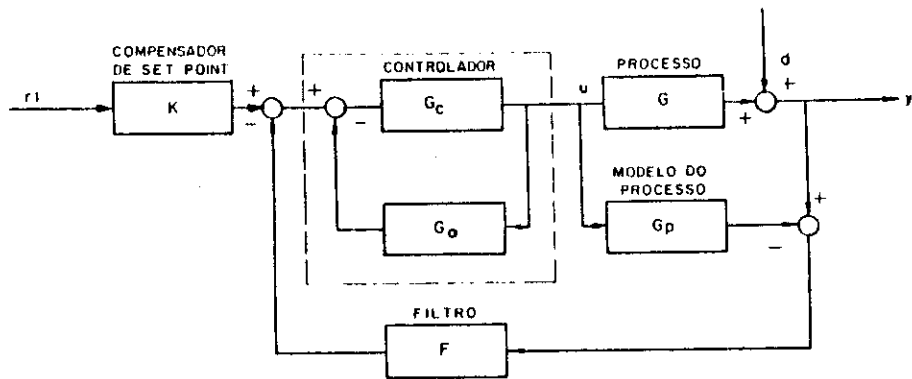 COMPENSADOR
DE SET POINT
r1
K
+
-
+
-
CONTROLADOR
Gc
Go
u
PROCESSO
G
d
+
+
y
MODELO DO
PROCESSO
Gp
+
-
FILTRO
F